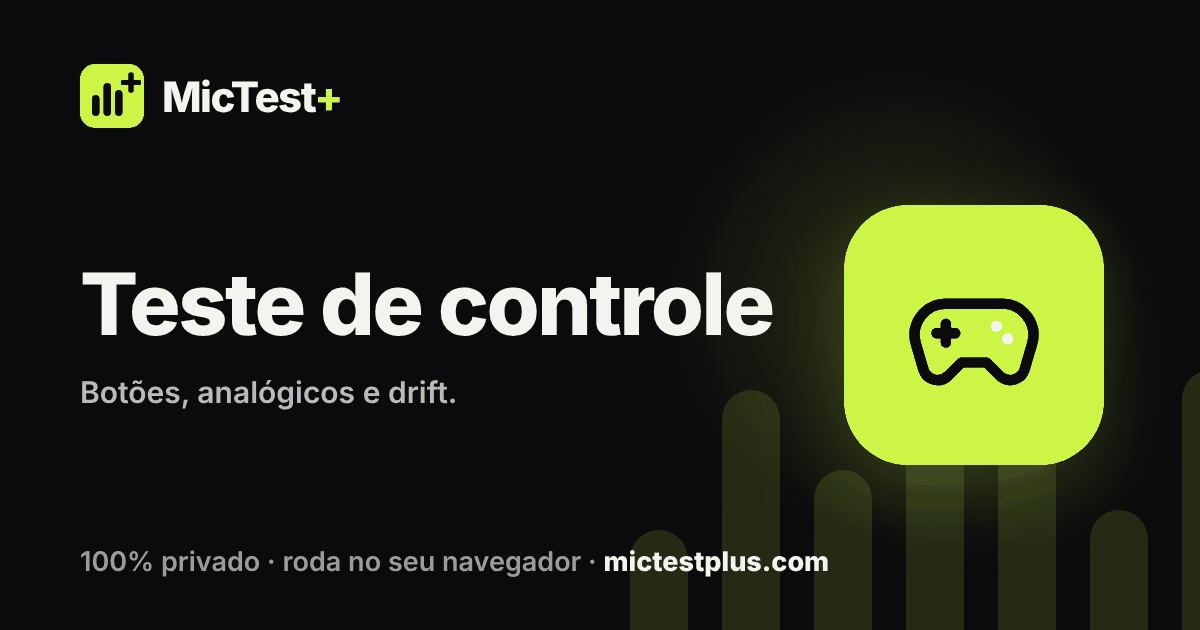 MicTest+
Teste de controle
Botões, analógicos e drift.
100% privado · roda no seu navegador · mictestplus.com